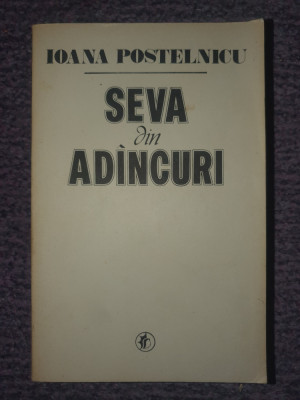 IOANA POSTELNICU
SEVA
din
ADÎNCURI